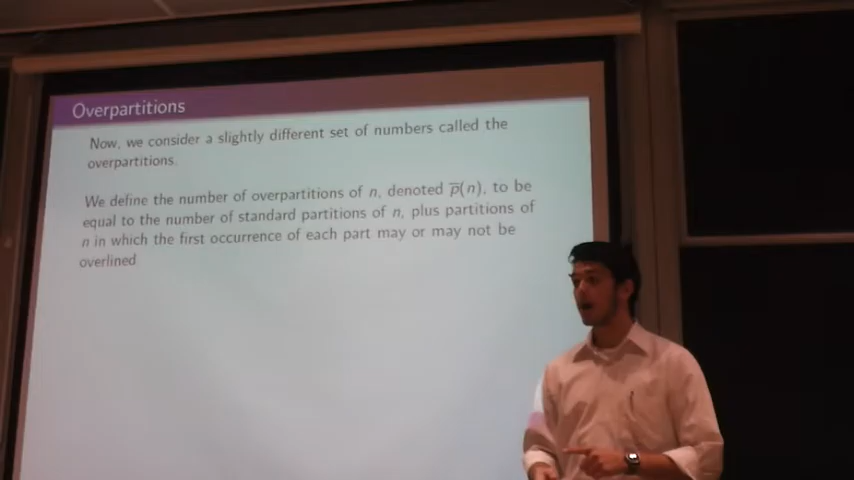 Overpartitions
Now, we consider a slightly different set of numbers called the
overpartitions.
We define the number of overpartitions of n, denoted p̅(n), to be
equal to the number of standard partitions of n, plus partitions of
n in which the first occurrence of each part may or may not be
overlined